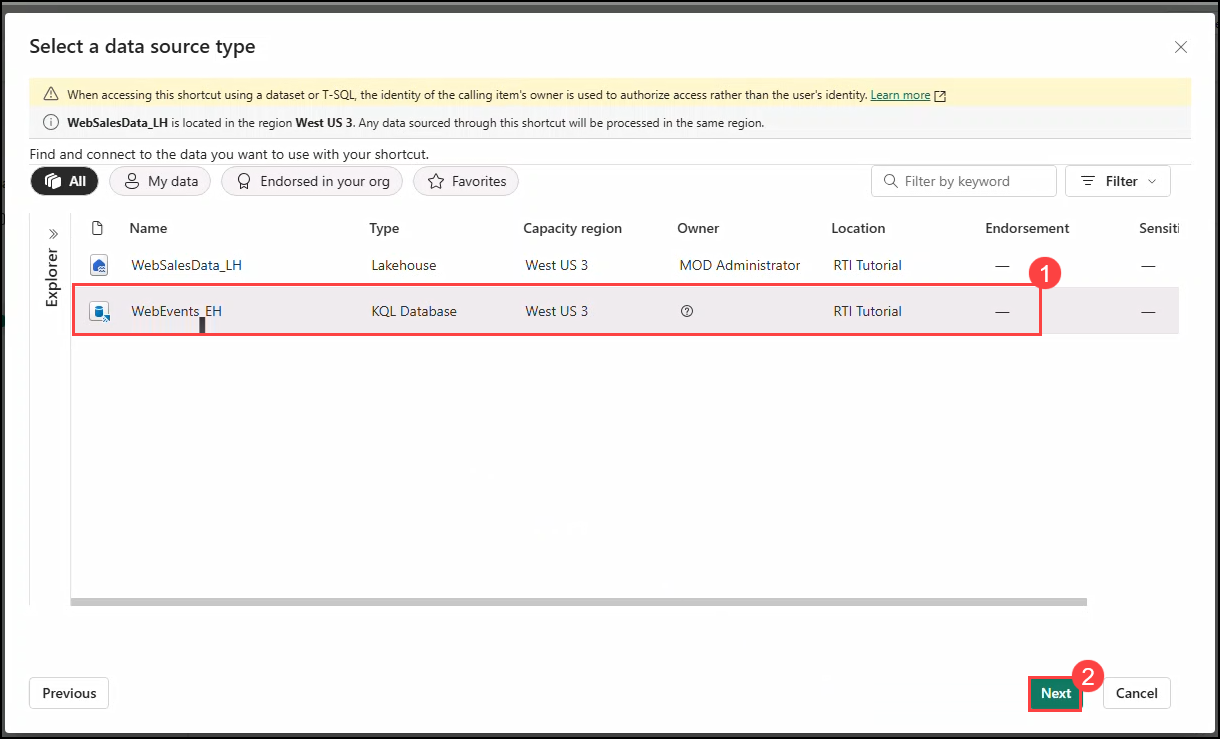 Select a data source type
When accessing this shortcut using a dataset or T-SQL, the identity of the calling item's owner is used to authorize access rather than the user's identity. Learn more
WebSalesData_LH is located in the region West US 3. Any data sourced through this shortcut will be processed in the same region.
Find and connect to the data you want to use with your shortcut.
All My data Endorsed in your org Favorites Filter by keyword Filter
Explorer
Name Type Capacity region Owner Location Endorsement Sensiti
WebSalesData_LH Lakehouse West US 3 MOD Administrator RTI Tutorial — —
1
WebEvents_EH KQL Database West US 3 RTI Tutorial — —
2
Previous Next Cancel